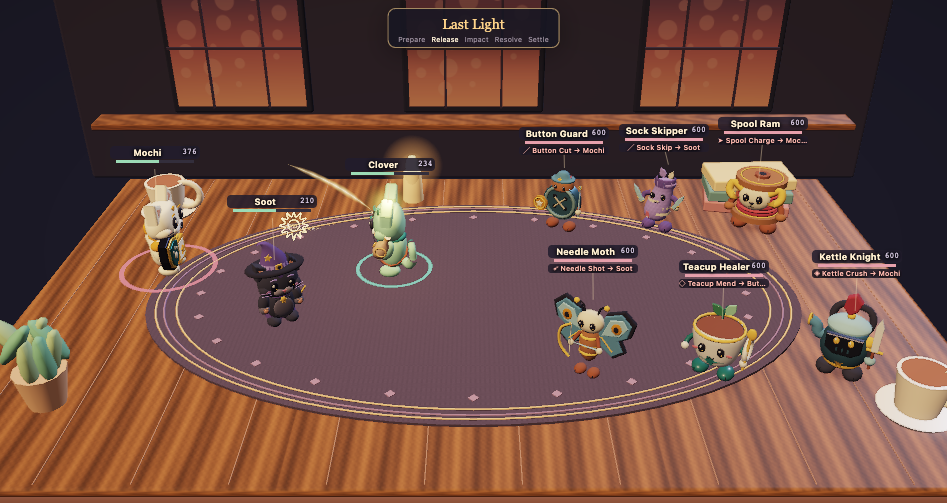 Last Light
Prepare Release Impact Resolve Settle
Mochi 376
Soot 210
Clover 234
Button Guard 600
Button Cut → Mochi
Sock Skipper 600
Sock Skip → Soot
Spool Ram 600
Spool Charge → Moc...
Needle Moth 600
Needle Shot → Soot
Teacup Healer 600
Teacup Mend → But...
Kettle Knight 600
Kettle Crush → Mochi